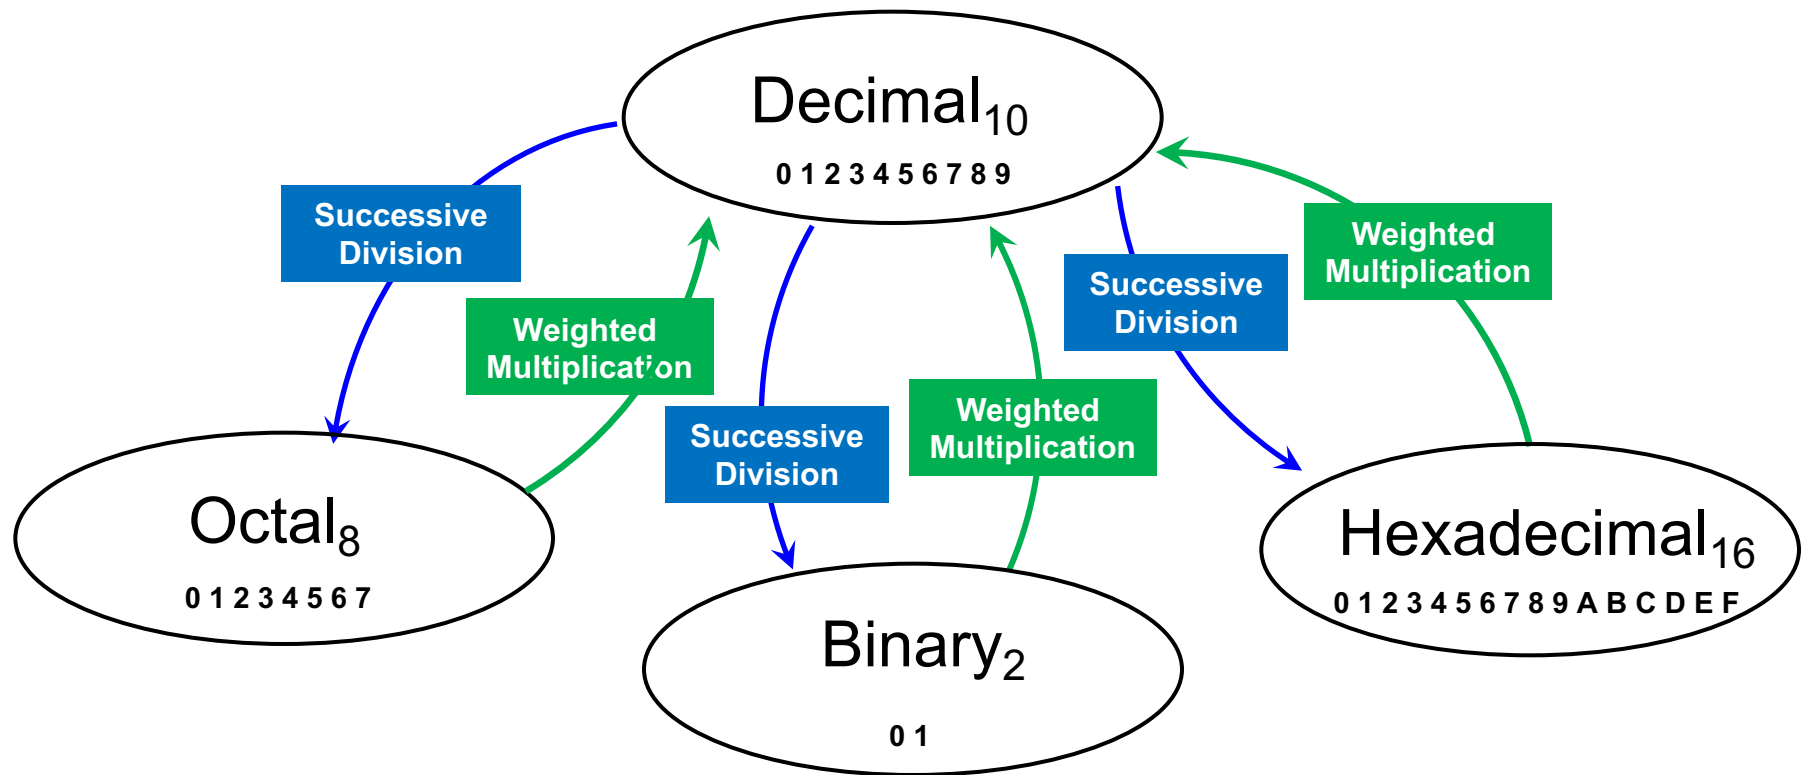 Decimal₁₀
0 1 2 3 4 5 6 7 8 9
Successive
Division
Weighted
Multiplication
Successive
Division
Weighted
Multiplication
Successive
Division
Weighted
Multiplication
Octal₈
0 1 2 3 4 5 6 7
Binary₂
0 1
Hexadecimal₁₆
0 1 2 3 4 5 6 7 8 9 A B C D E F